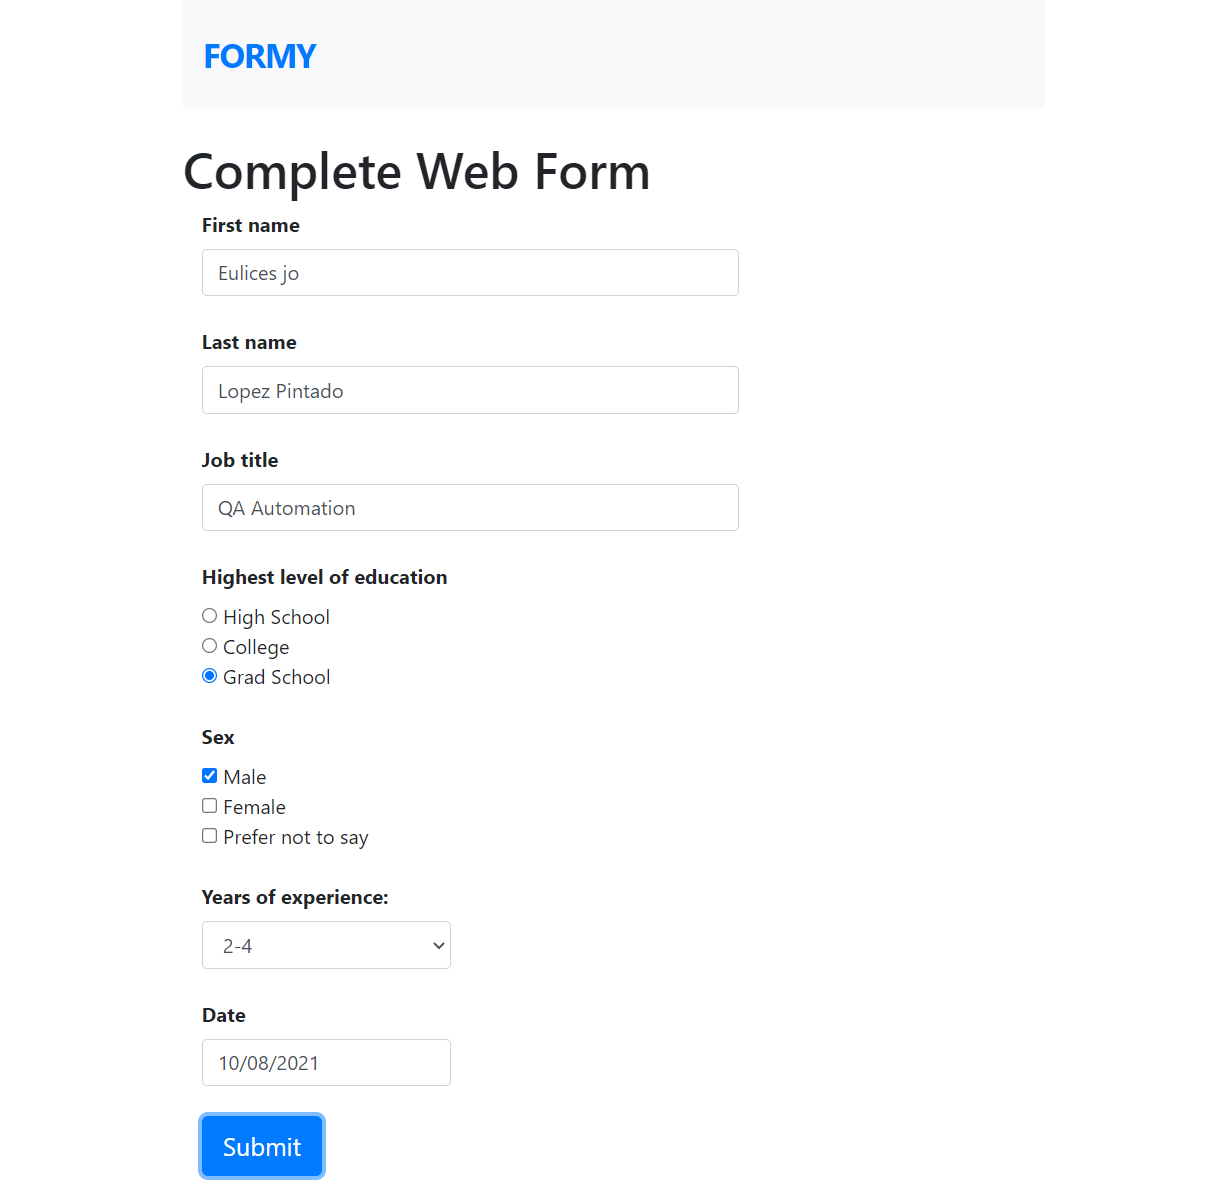 FORMY
Complete Web Form
First name
Eulices jo
Last name
Lopez Pintado
Job title
QA Automation
Highest level of education
High School
College
Grad School
Sex
Male
Female
Prefer not to say
Years of experience:
2-4
Date
10/08/2021
Submit